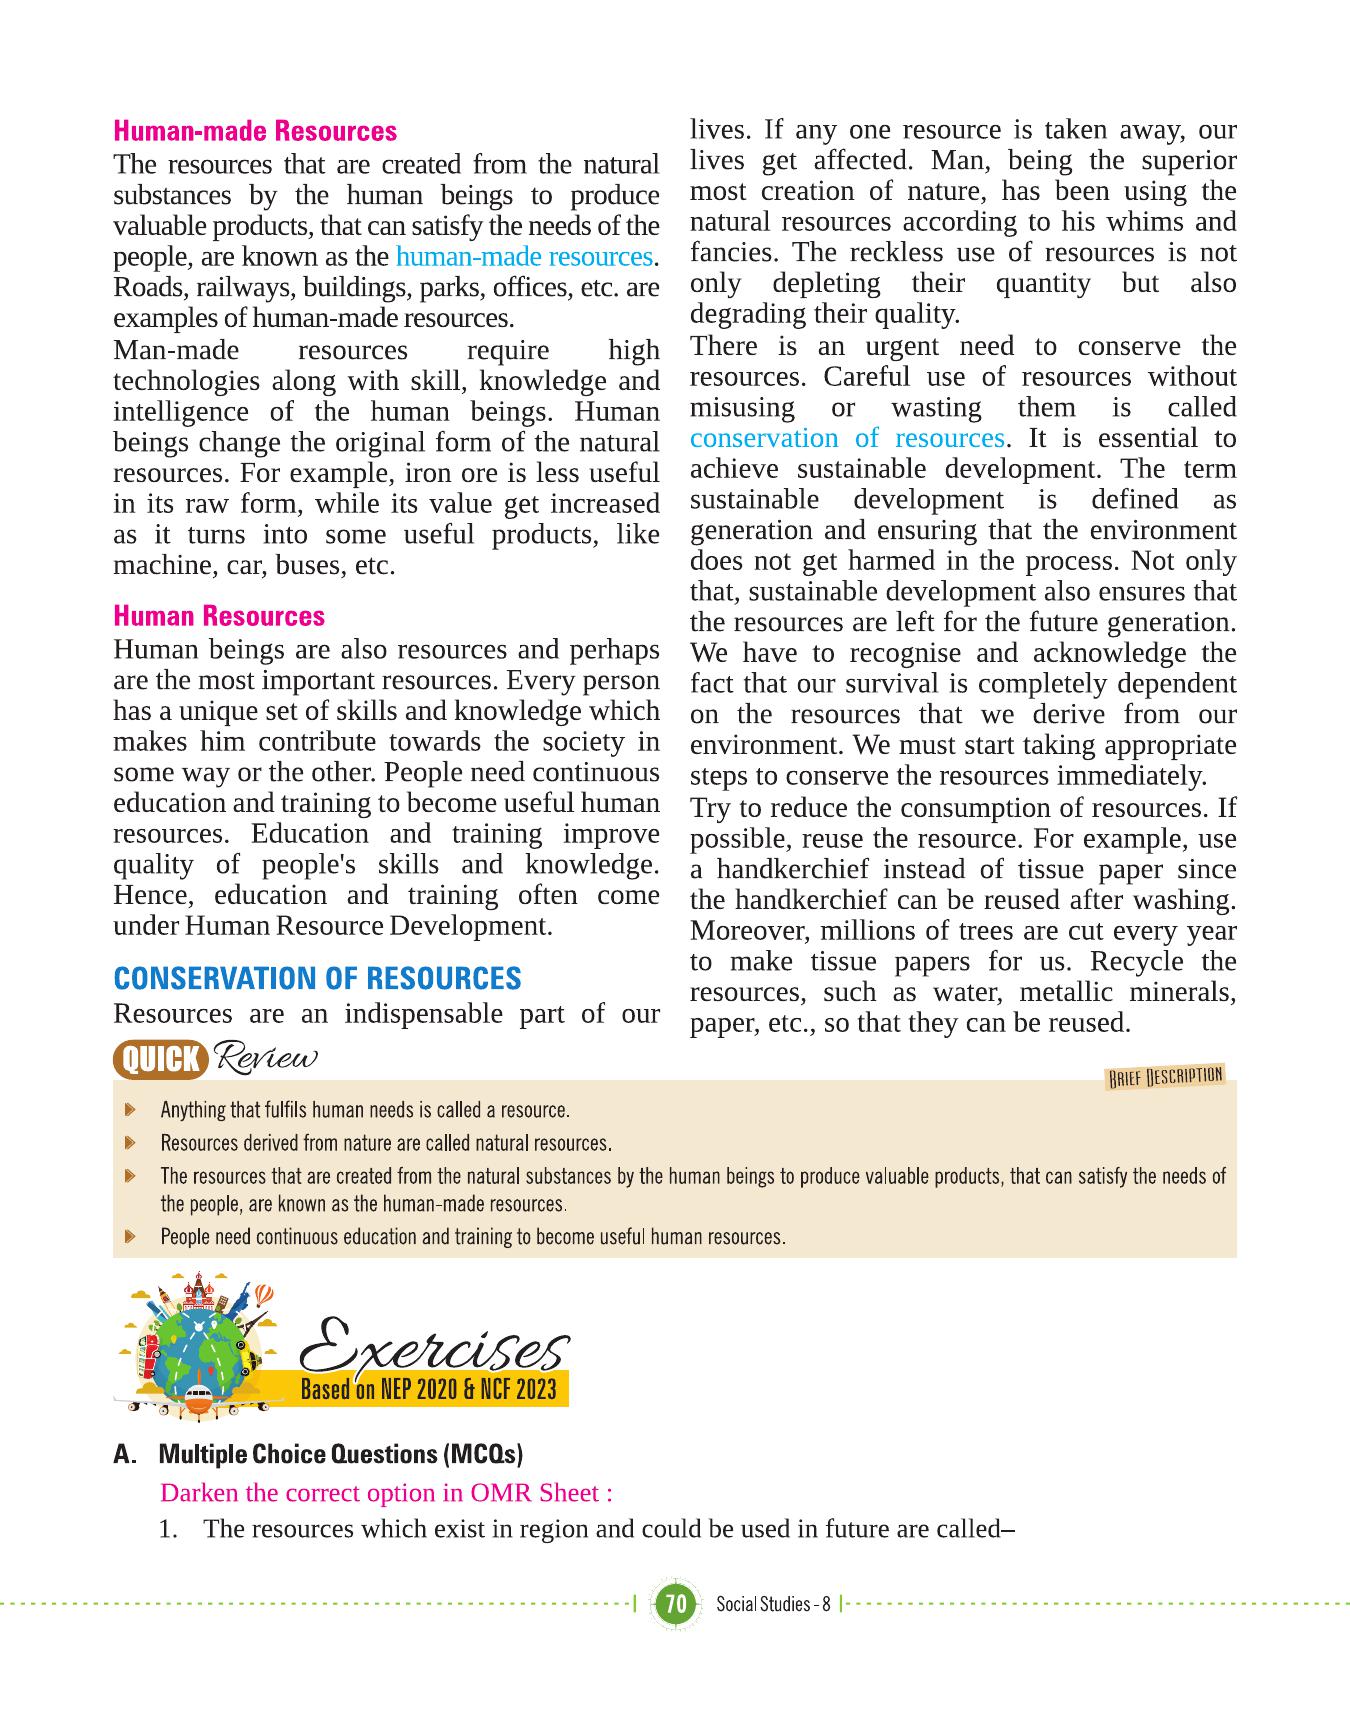 Human-made Resources
The resources that are created from the natural
substances by the human beings to produce
valuable products, that can satisfy the needs of the
people, are known as the human-made resources.
Roads, railways, buildings, parks, offices, etc. are
examples of human-made resources.
Man-made resources require high
technologies along with skill, knowledge and
intelligence of the human beings. Human
beings change the original form of the natural
resources. For example, iron ore is less useful
in its raw form, while its value get increased
as it turns into some useful products, like
machine, car, buses, etc.
Human Resources
Human beings are also resources and perhaps
are the most important resources. Every person
has a unique set of skills and knowledge which
makes him contribute towards the society in
some way or the other. People need continuous
education and training to become useful human
resources. Education and training improve
quality of people's skills and knowledge.
Hence, education and training often come
under Human Resource Development.
CONSERVATION OF RESOURCES
Resources are an indispensable part of our
lives. If any one resource is taken away, our
lives get affected. Man, being the superior
most creation of nature, has been using the
natural resources according to his whims and
fancies. The reckless use of resources is not
only depleting their quantity but also
degrading their quality.
There is an urgent need to conserve the
resources. Careful use of resources without
misusing or wasting them is called
conservation of resources. It is essential to
achieve sustainable development. The term
sustainable development is defined as
generation and ensuring that the environment
does not get harmed in the process. Not only
that, sustainable development also ensures that
the resources are left for the future generation.
We have to recognise and acknowledge the
fact that our survival is completely dependent
on the resources that we derive from our
environment. We must start taking appropriate
steps to conserve the resources immediately.
Try to reduce the consumption of resources. If
possible, reuse the resource. For example, use
a handkerchief instead of tissue paper since
the handkerchief can be reused after washing.
Moreover, millions of trees are cut every year
to make tissue papers for us. Recycle the
resources, such as water, metallic minerals,
paper, etc., so that they can be reused.
QUICK Review
BRIEF DESCRIPTION
Anything that fulfils human needs is called a resource.
Resources derived from nature are called natural resources.
The resources that are created from the natural substances by the human beings to produce valuable products, that can satisfy the needs of
the people, are known as the human-made resources.
People need continuous education and training to become useful human resources.
Exercises
Based on NEP 2020 & NCF 2023
A. Multiple Choice Questions (MCQs)
Darken the correct option in OMR Sheet :
1. The resources which exist in region and could be used in future are called–
70 Social Studies - 8